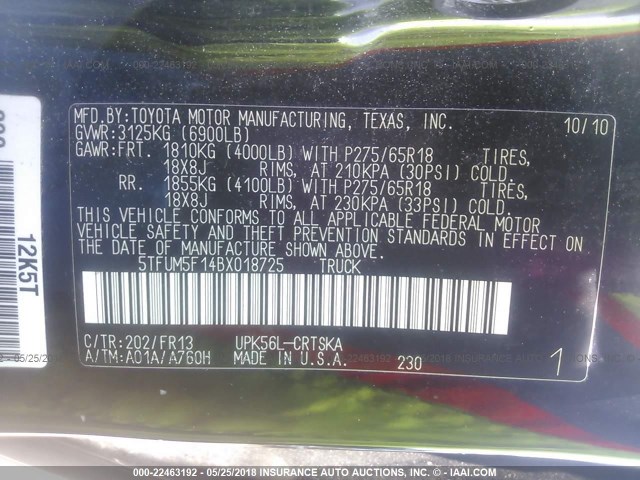 MFD.BY:TOYOTA MOTOR MANUFACTURING, TEXAS, INC. 10/10
GVWR:3125KG (6900LB)
GAWR:FRT. 1810KG (4000LB) WITH P275/65R18 TIRES,
18X8J RIMS, AT 210KPA (30PSI) COLD.
RR. 1855KG (4100LB) WITH P275/65R18 TIRES,
18X8J RIMS, AT 230KPA (33PSI) COLD.
THIS VEHICLE CONFORMS TO ALL APPLICABLE FEDERAL MOTOR
VEHICLE SAFETY AND THEFT PREVENTION STANDARDS IN EFFECT ON
THE DATE OF MANUFACTURE SHOWN ABOVE.
5TFUM5F14BX018725 TRUCK
C/TR:202/FR13 UPK56L-CRTSKA
A/TM:A01A/A760H MADE IN U.S.A. 230 1
12K5T
000-22463192 - 05/25/2018 - INSURANCE AUTO AUCTIONS, INC. - IAAI.COM